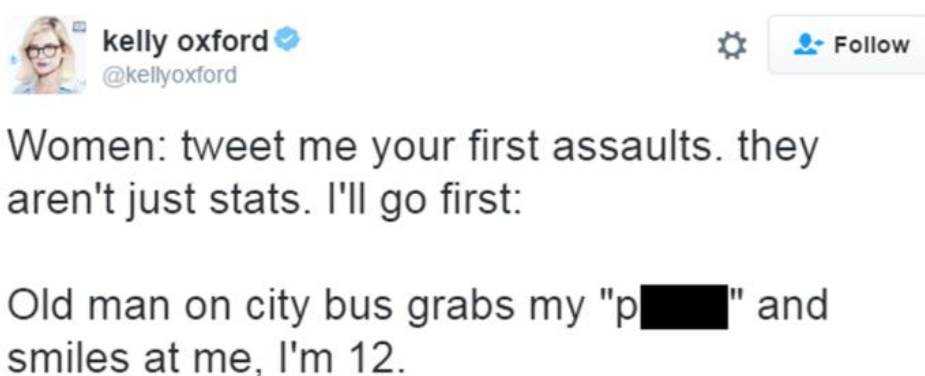 kelly oxford
@kellyoxford
Follow
Women: tweet me your first assaults. they
aren't just stats. I'll go first:
Old man on city bus grabs my "p" and
smiles at me, I'm 12.